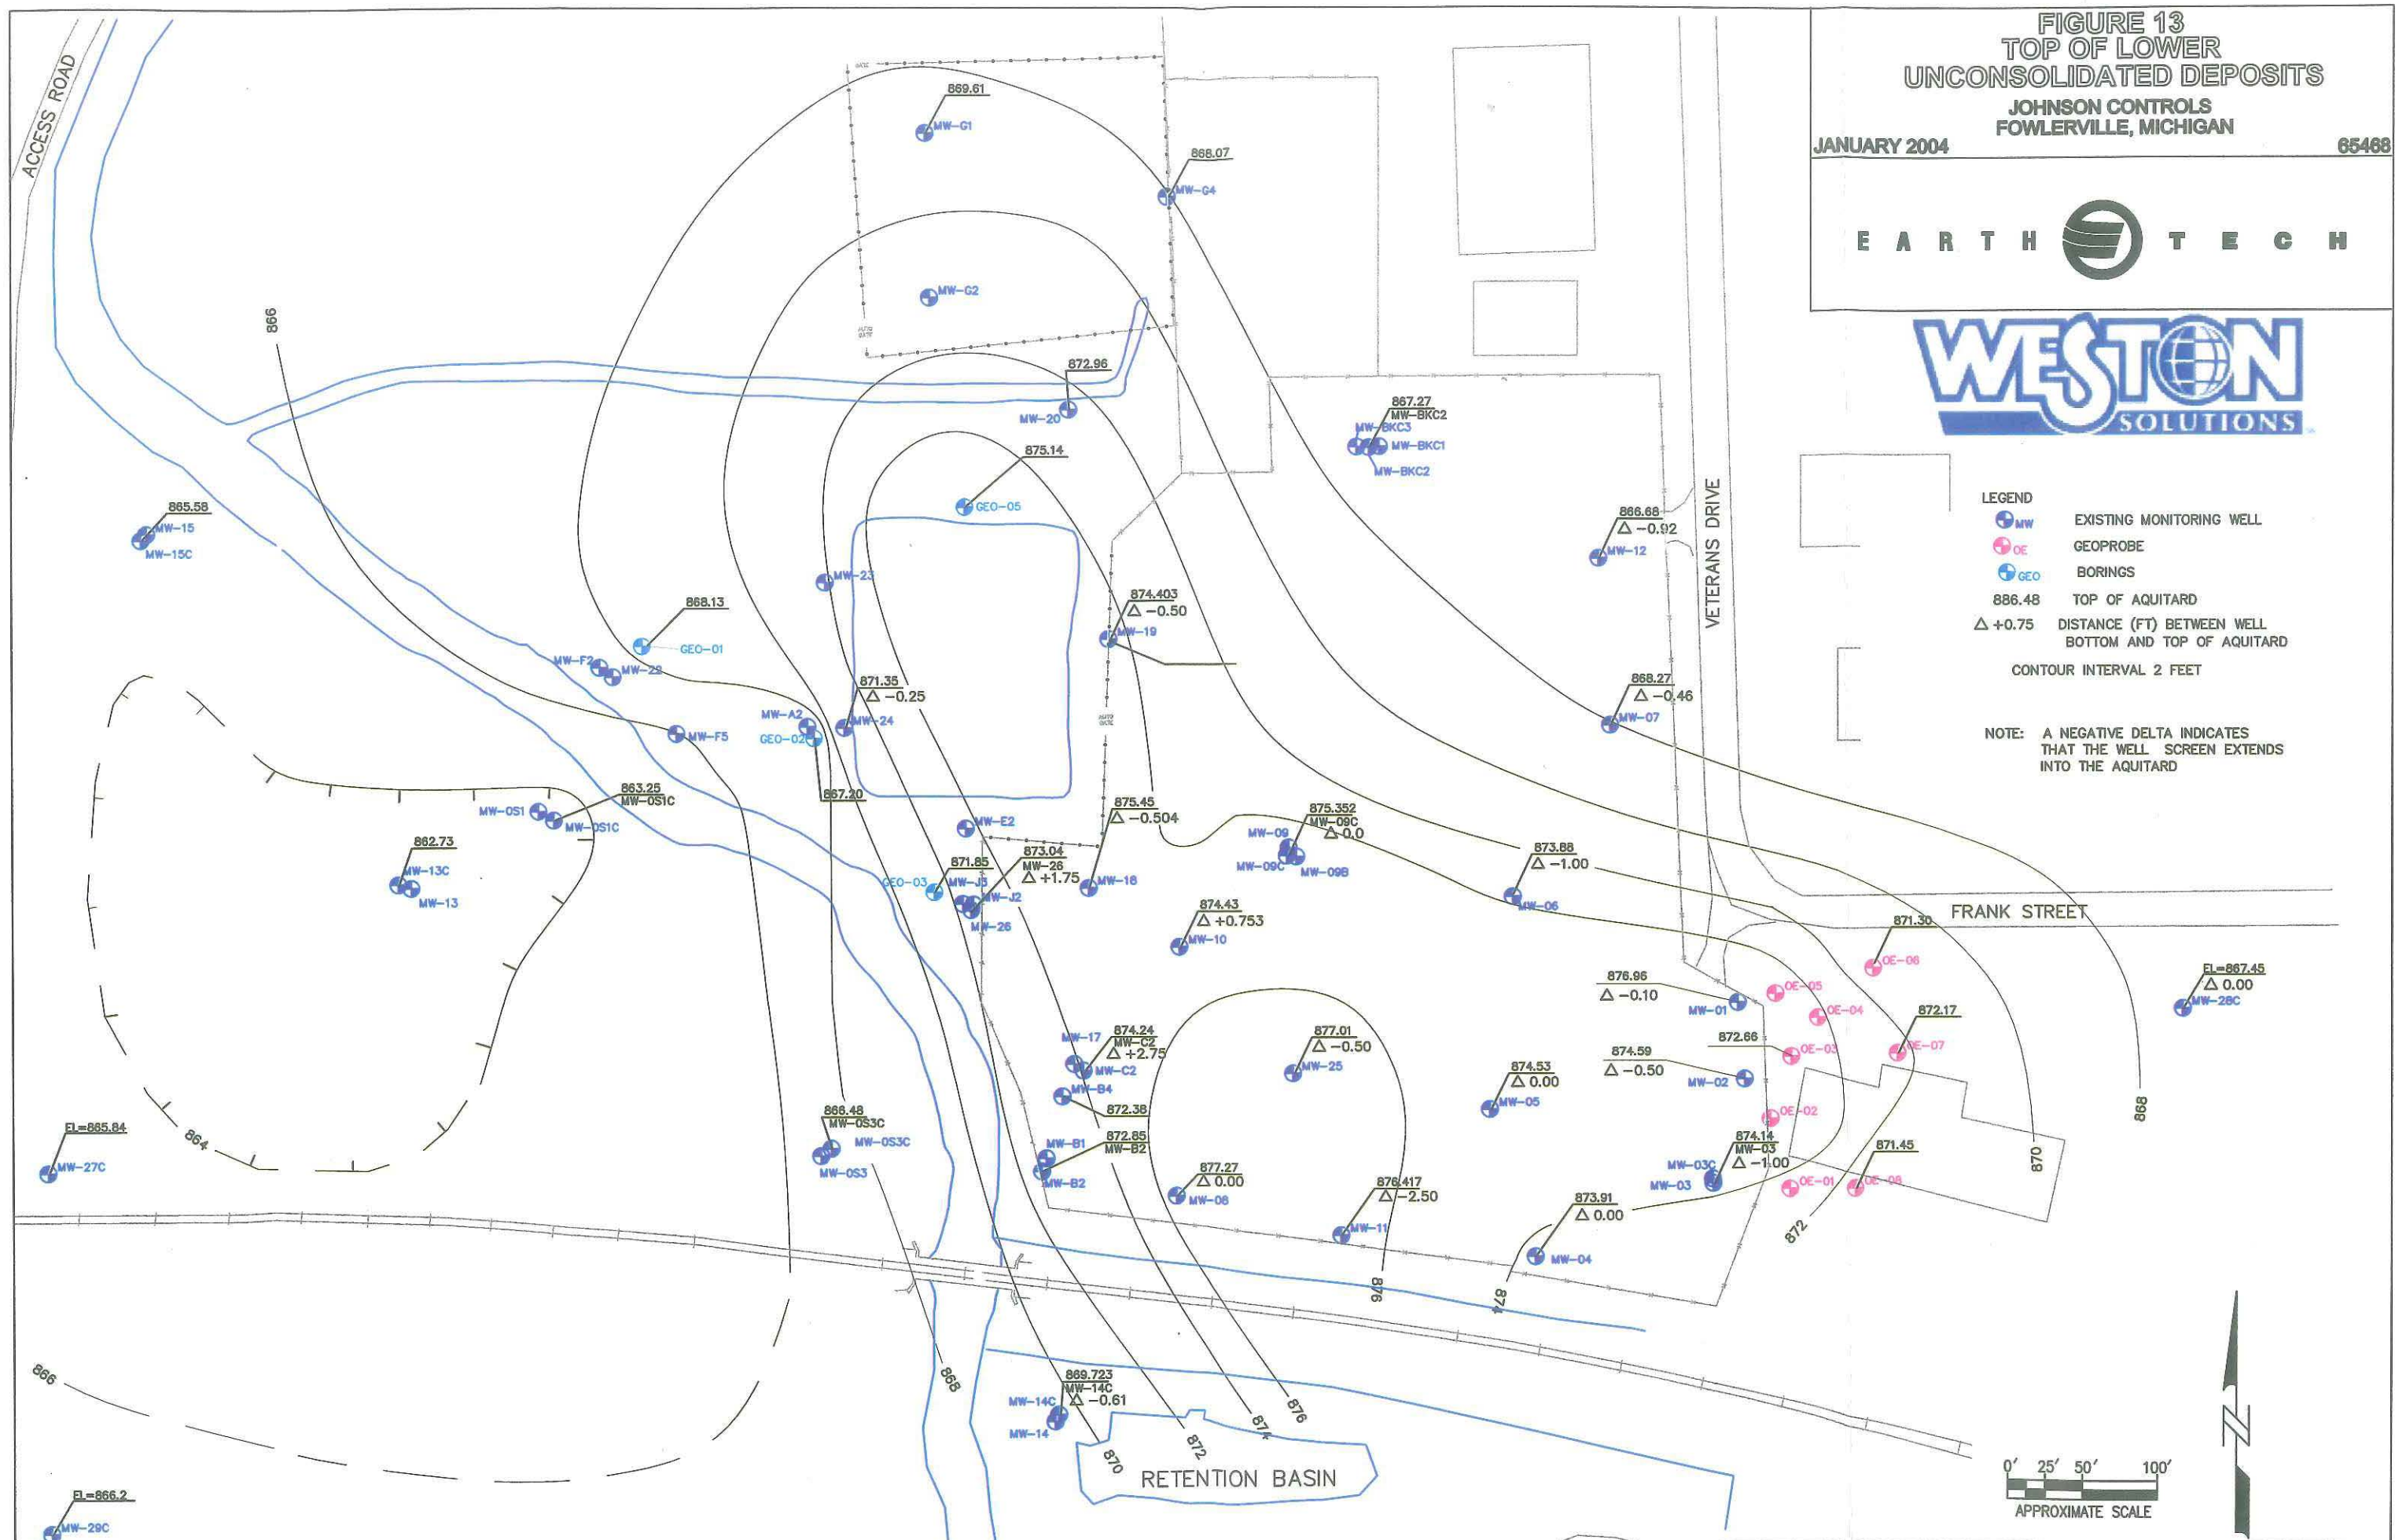 FIGURE 13
TOP OF LOWER
UNCONSOLIDATED DEPOSITS
JOHNSON CONTROLS
FOWLERVILLE, MICHIGAN
JANUARY 2004 65468
EARTH TECH
WESTON
SOLUTIONS
LEGEND
MW EXISTING MONITORING WELL
OE GEOPROBE
GEO BORINGS
886.48 TOP OF AQUITARD
△ +0.75 DISTANCE (FT) BETWEEN WELL
BOTTOM AND TOP OF AQUITARD
CONTOUR INTERVAL 2 FEET
NOTE: A NEGATIVE DELTA INDICATES
THAT THE WELL SCREEN EXTENDS
INTO THE AQUITARD
0' 25' 50' 100'
APPROXIMATE SCALE
N
ACCESS ROAD
VETERANS DRIVE
FRANK STREET
RETENTION BASIN
869.61
MW-G1
868.07
MW-G4
MW-G2
866
872.96
MW-20
867.27
MW-BKC2
MW-BKC3
MW-BKC1
MW-BKC2
875.14
GEO-05
865.58
MW-15
MW-15C
866.68
△ -0.92
MW-12
MW-23
868.13
GEO-01
874.403
△ -0.50
MW-19
MW-F2
MW-22
871.35
△ -0.25
MW-24
868.27
△ -0.46
MW-07
MW-A2
GEO-02
MW-F5
867.20
863.25
MW-OS1C
MW-OS1
MW-OS1C
875.45
△ -0.504
MW-18
875.352
MW-09C
△ 0.0
MW-09
MW-09C
MW-09B
MW-E2
862.73
MW-13C
MW-13
873.04
MW-26
△ +1.75
871.85
MW-J3
GEO-03
MW-J2
MW-26
873.88
△ -1.00
MW-06
874.43
△ +0.753
MW-10
871.30
OE-06
876.96
△ -0.10
MW-01
OE-05
OE-04
EL=867.45
△ 0.00
MW-28C
872.17
OE-07
872.66
OE-03
874.59
△ -0.50
MW-02
MW-17
874.24
MW-C2
△ +2.75
MW-C2
877.01
△ -0.50
MW-25
874.53
△ 0.00
MW-05
MW-B4
872.38
OE-02
866.48
MW-OS3C
MW-OS3C
MW-OS3
MW-B1
872.85
MW-B2
MW-B2
874.14
MW-03
△ -1.00
MW-03C
MW-03
871.45
OE-01
OE-08
864
EL=865.84
MW-27C
877.27
△ 0.00
MW-08
876.417
△ -2.50
MW-11
873.91
△ 0.00
MW-04
868
870
872
876
874
866
868
869.723
MW-14C
△ -0.61
MW-14C
MW-14
870
872
874
876
EL=866.2
MW-29C